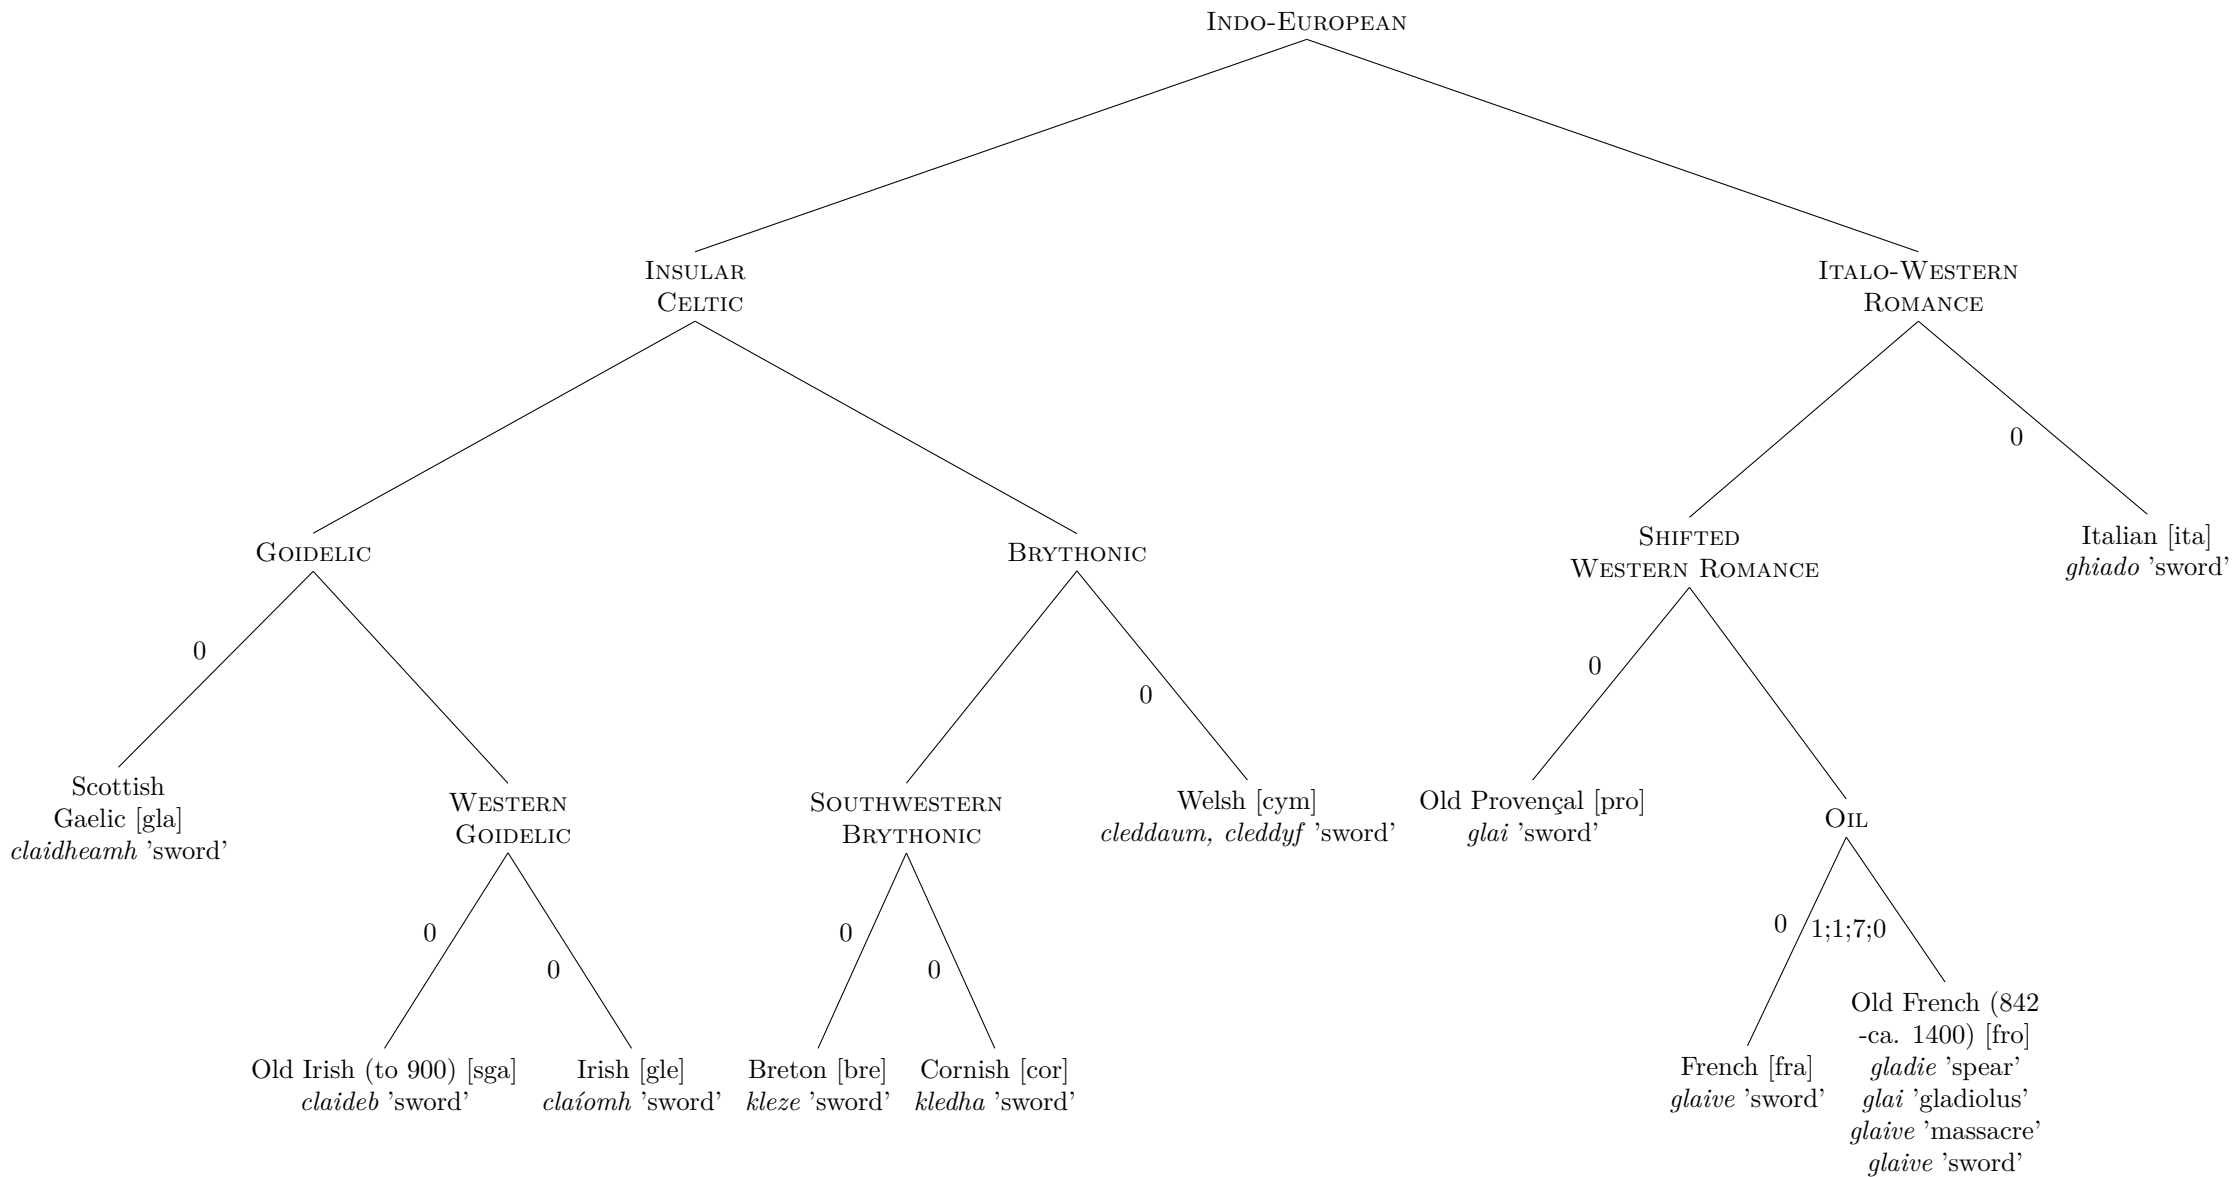 INDO-EUROPEAN
INSULAR
CELTIC
ITALO-WESTERN
ROMANCE
0
GOIDELIC
BRYTHONIC
SHIFTED
WESTERN ROMANCE
Italian [ita]
ghiado 'sword'
0
0
0
Scottish
Gaelic [gla]
claidheamh 'sword'
WESTERN
GOIDELIC
SOUTHWESTERN
BRYTHONIC
Welsh [cym]
cleddaum, cleddyf 'sword'
Old Provençal [pro]
glai 'sword'
OIL
0
0
0
0
0
1;1;7;0
Old Irish (to 900) [sga]
claideb 'sword'
Irish [gle]
claíomh 'sword'
Breton [bre]
kleze 'sword'
Cornish [cor]
kledha 'sword'
French [fra]
glaive 'sword'
Old French (842
-ca. 1400) [fro]
gladie 'spear'
glai 'gladiolus'
glaive 'massacre'
glaive 'sword'